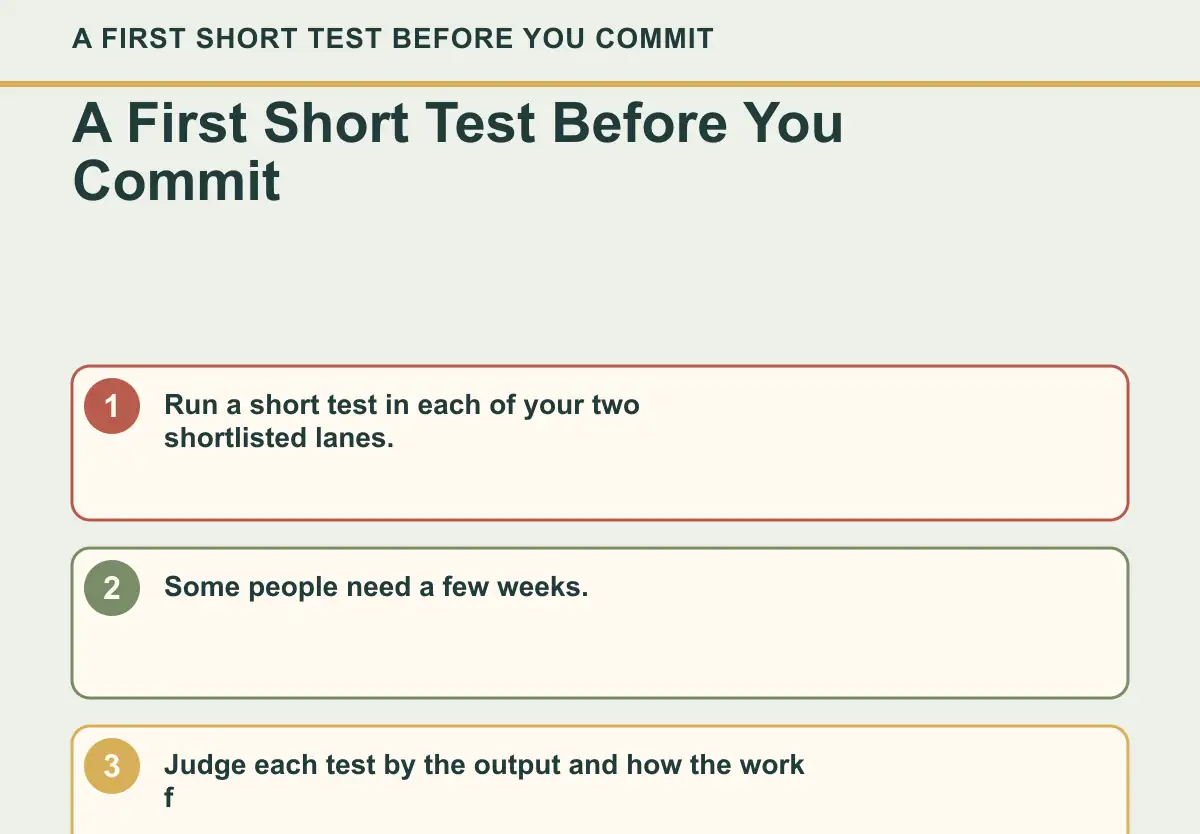 A FIRST SHORT TEST BEFORE YOU COMMIT
A First Short Test Before You
Commit
1
Run a short test in each of your two
shortlisted lanes.
2
Some people need a few weeks.
3
Judge each test by the output and how the work
f